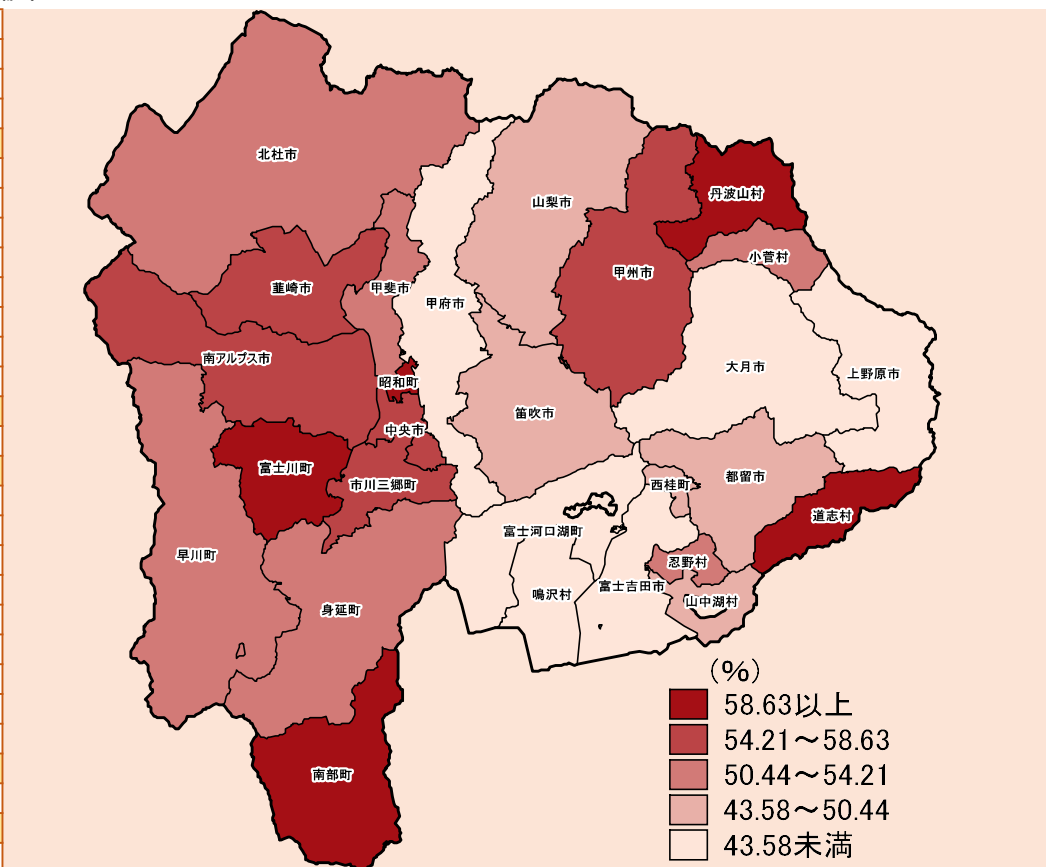 北杜市
山梨市
丹波山村
小菅村
甲州市
韮崎市
甲斐市
甲府市
南アルプス市
大月市
上野原市
昭和町
笛吹市
中央市
富士川町
市川三郷町
西桂町
都留市
道志村
富士河口湖町
早川町
忍野村
鳴沢村
富士吉田市
山中湖村
身延町
南部町
(%)
58.63以上
54.21～58.63
50.44～54.21
43.58～50.44
43.58未満